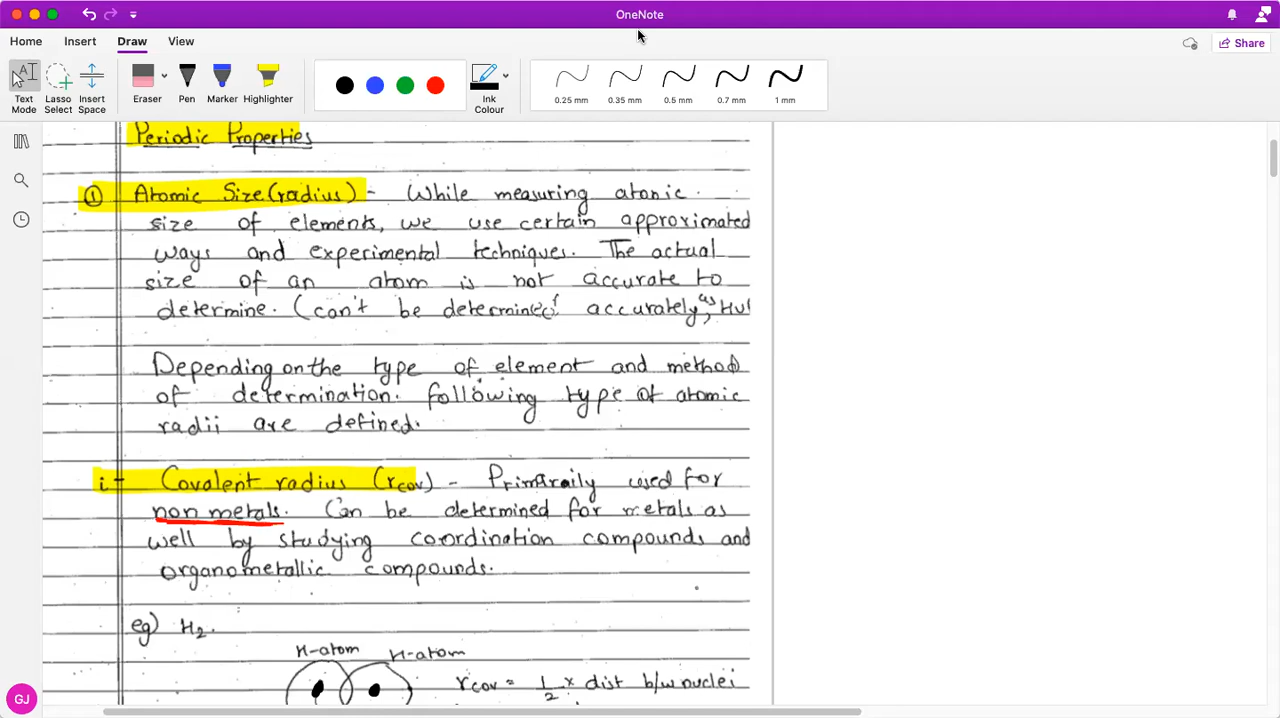 OneNote
Home Insert Draw View
Share
Text Mode
Lasso Select
Insert Space
Eraser
Pen
Marker
Highlighter
Ink Colour
0.25 mm 0.35 mm 0.5 mm 0.7 mm 1 mm
Periodic Properties
① Atomic Size (radius) - While measuring atomic
size of elements, we use certain approximated
ways and experimental techniques. The actual
size of an atom is not accurate to
determine. (can't be determined accurately, as
Depending on the type of element and method
of determination. following type of atomic
radii are defined.
i - Covalent radius (rcov) - Primaraily used for
non metals. Can be determined for metals as
well by studying coordination compounds and
organometallic compounds.
eg) H2.
H-atom H-atom
rcov = 1/2 x dist b/w nuclei
GJ